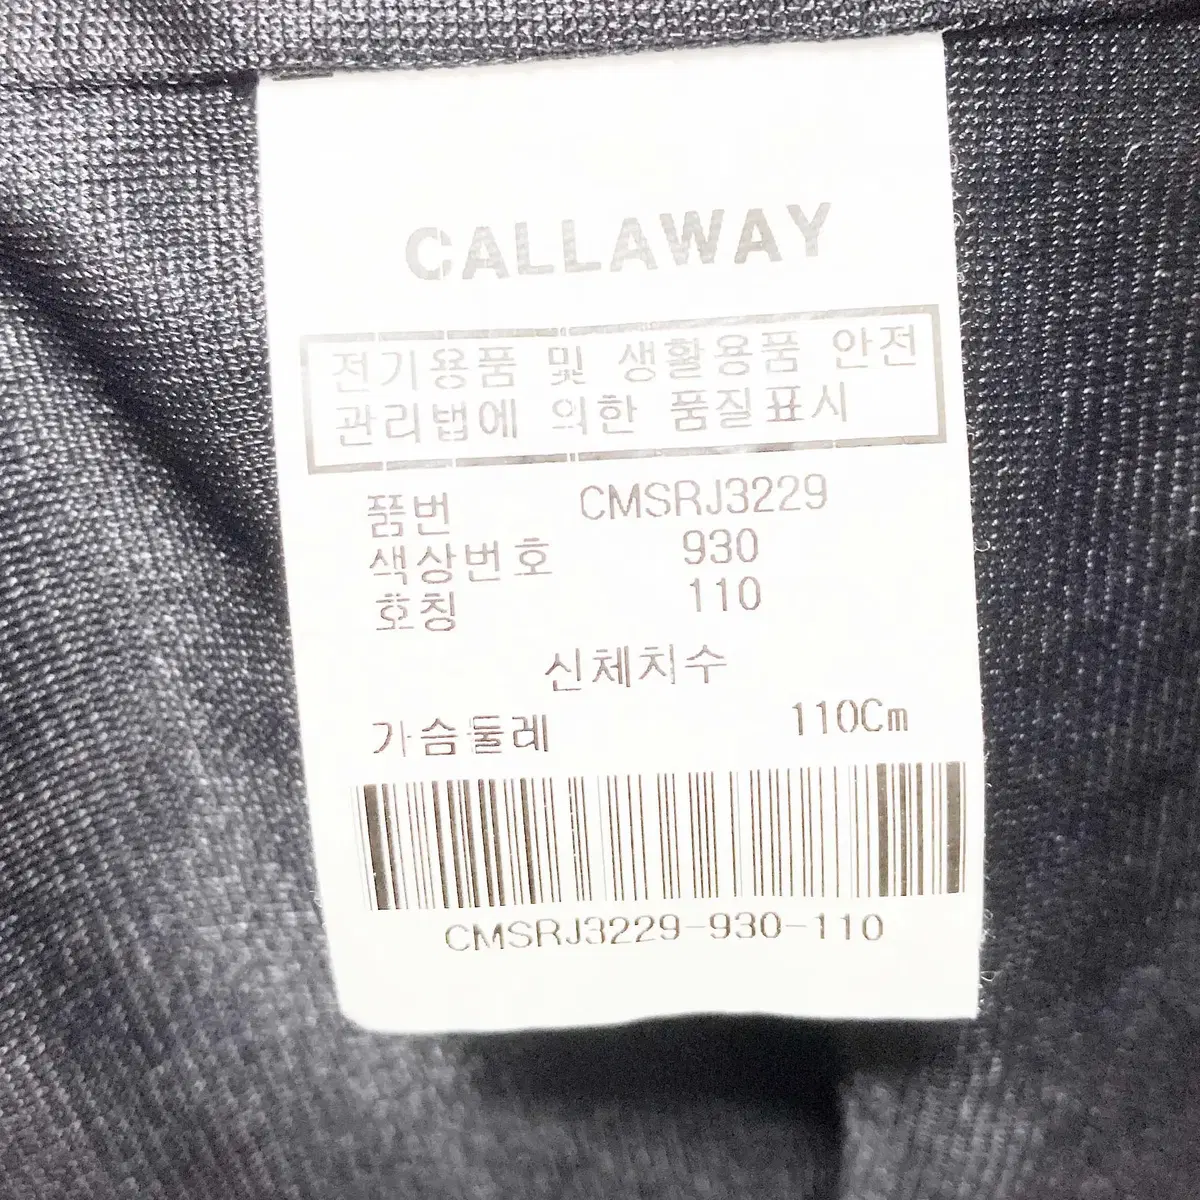 CALLAWAY
전기용품 및 생활용품 안전
관리법에 의한 품질표시
품번 CMSRJ3229
색상번호 930
호칭 110
신체치수
가슴둘레 110Cm
CMSRJ3229-930-110